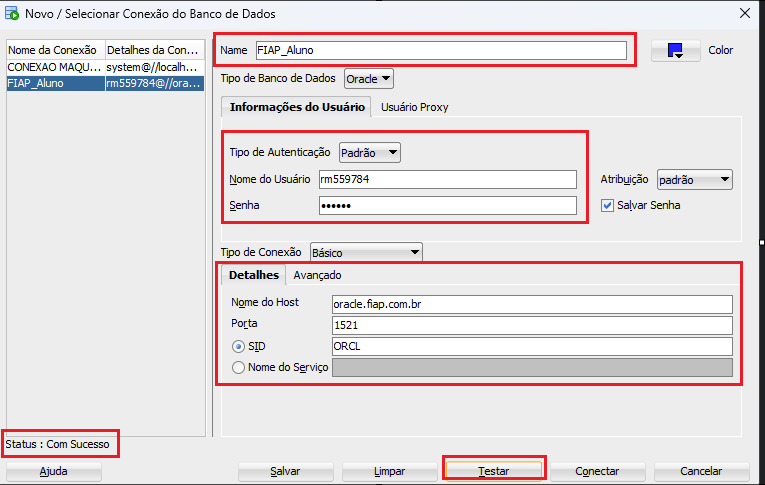 Novo / Selecionar Conexão do Banco de Dados
Nome da Conexão Detalhes da Con...
CONEXAO MAQU... system@//localh...
FIAP_Aluno rm559784@//ora...
Name FIAP_Aluno Color
Tipo de Banco de Dados Oracle
Informações do Usuário Usuário Proxy
Tipo de Autenticação Padrão
Nome do Usuário rm559784 Atribuição padrão
Senha •••••• Salvar Senha
Tipo de Conexão Básico
Detalhes Avançado
Nome do Host oracle.fiap.com.br
Porta 1521
SID ORCL
Nome do Serviço
Status : Com Sucesso
Ajuda Salvar Limpar Testar Conectar Cancelar